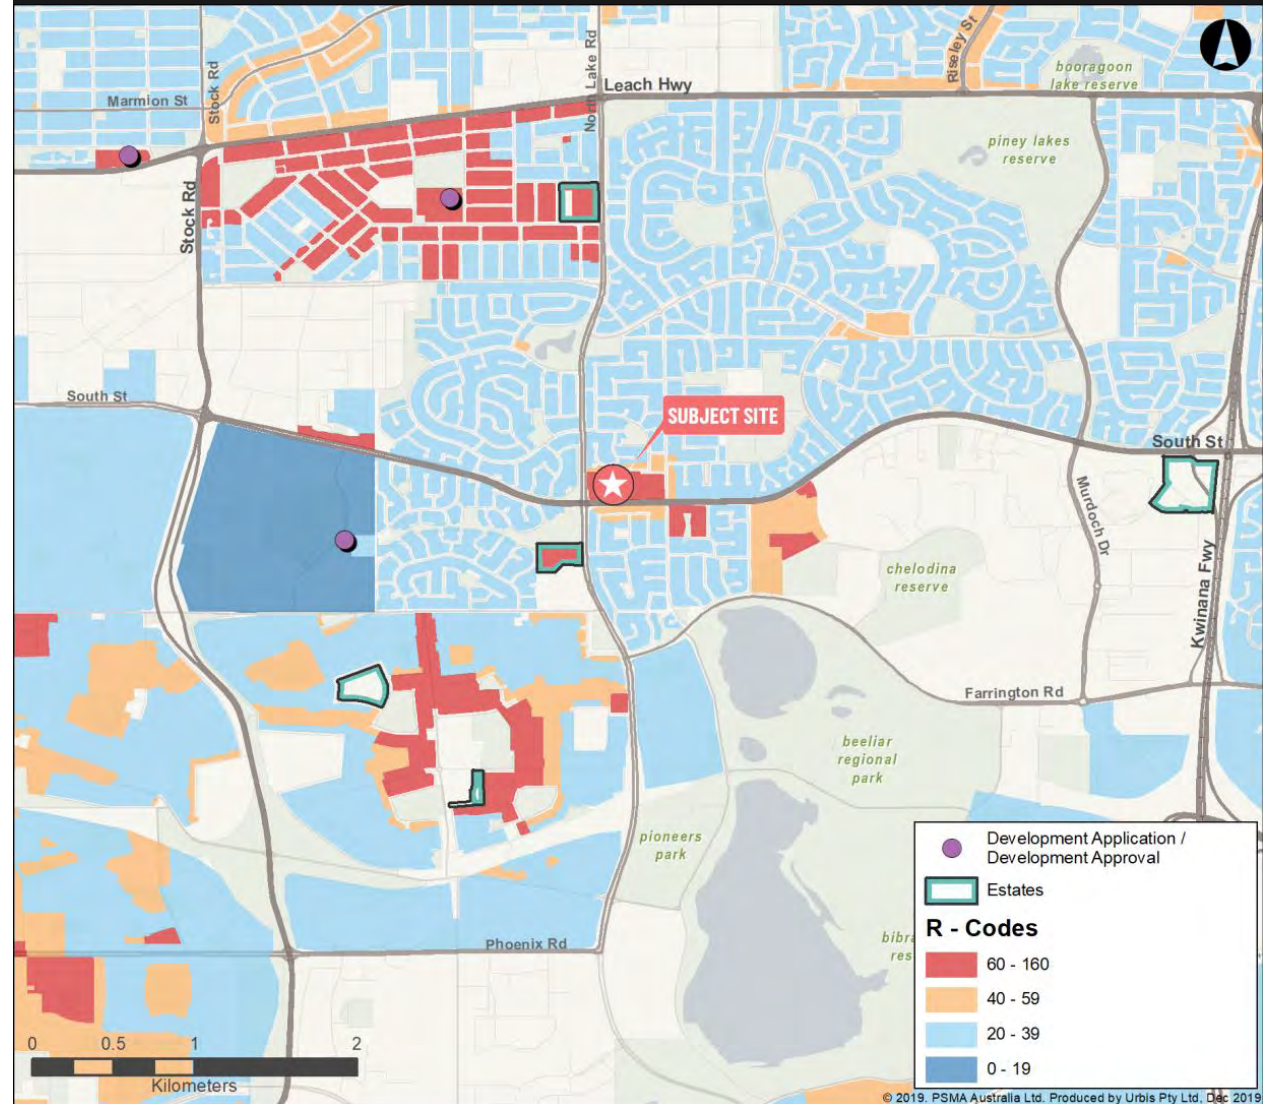 Marmion St
Stock Rd
North Lake Rd
Leach Hwy
Riseley St
booragoon
lake reserve
piney lakes
reserve
Stock Rd
South St
SUBJECT SITE
South St
Murdoch Dr
chelodina
reserve
Kwinana Fwy
Farrington Rd
beeliar
regional
park
pioneers
park
Phoenix Rd
bibra
res
Development Application /
Development Approval
Estates
R - Codes
60 - 160
40 - 59
20 - 39
0 - 19
0 0.5 1 2
Kilometers
© 2019. PSMA Australia Ltd. Produced by Urbis Pty Ltd, Dec 2019